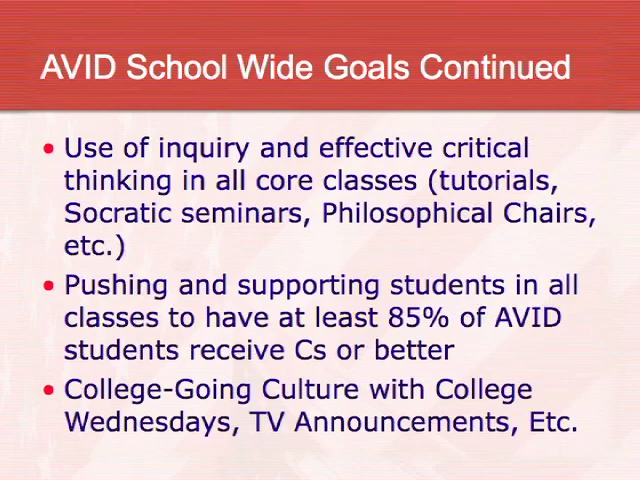 AVID School Wide Goals Continued
• Use of inquiry and effective critical
thinking in all core classes (tutorials,
Socratic seminars, Philosophical Chairs,
etc.)
• Pushing and supporting students in all
classes to have at least 85% of AVID
students receive Cs or better
• College-Going Culture with College
Wednesdays, TV Announcements, Etc.